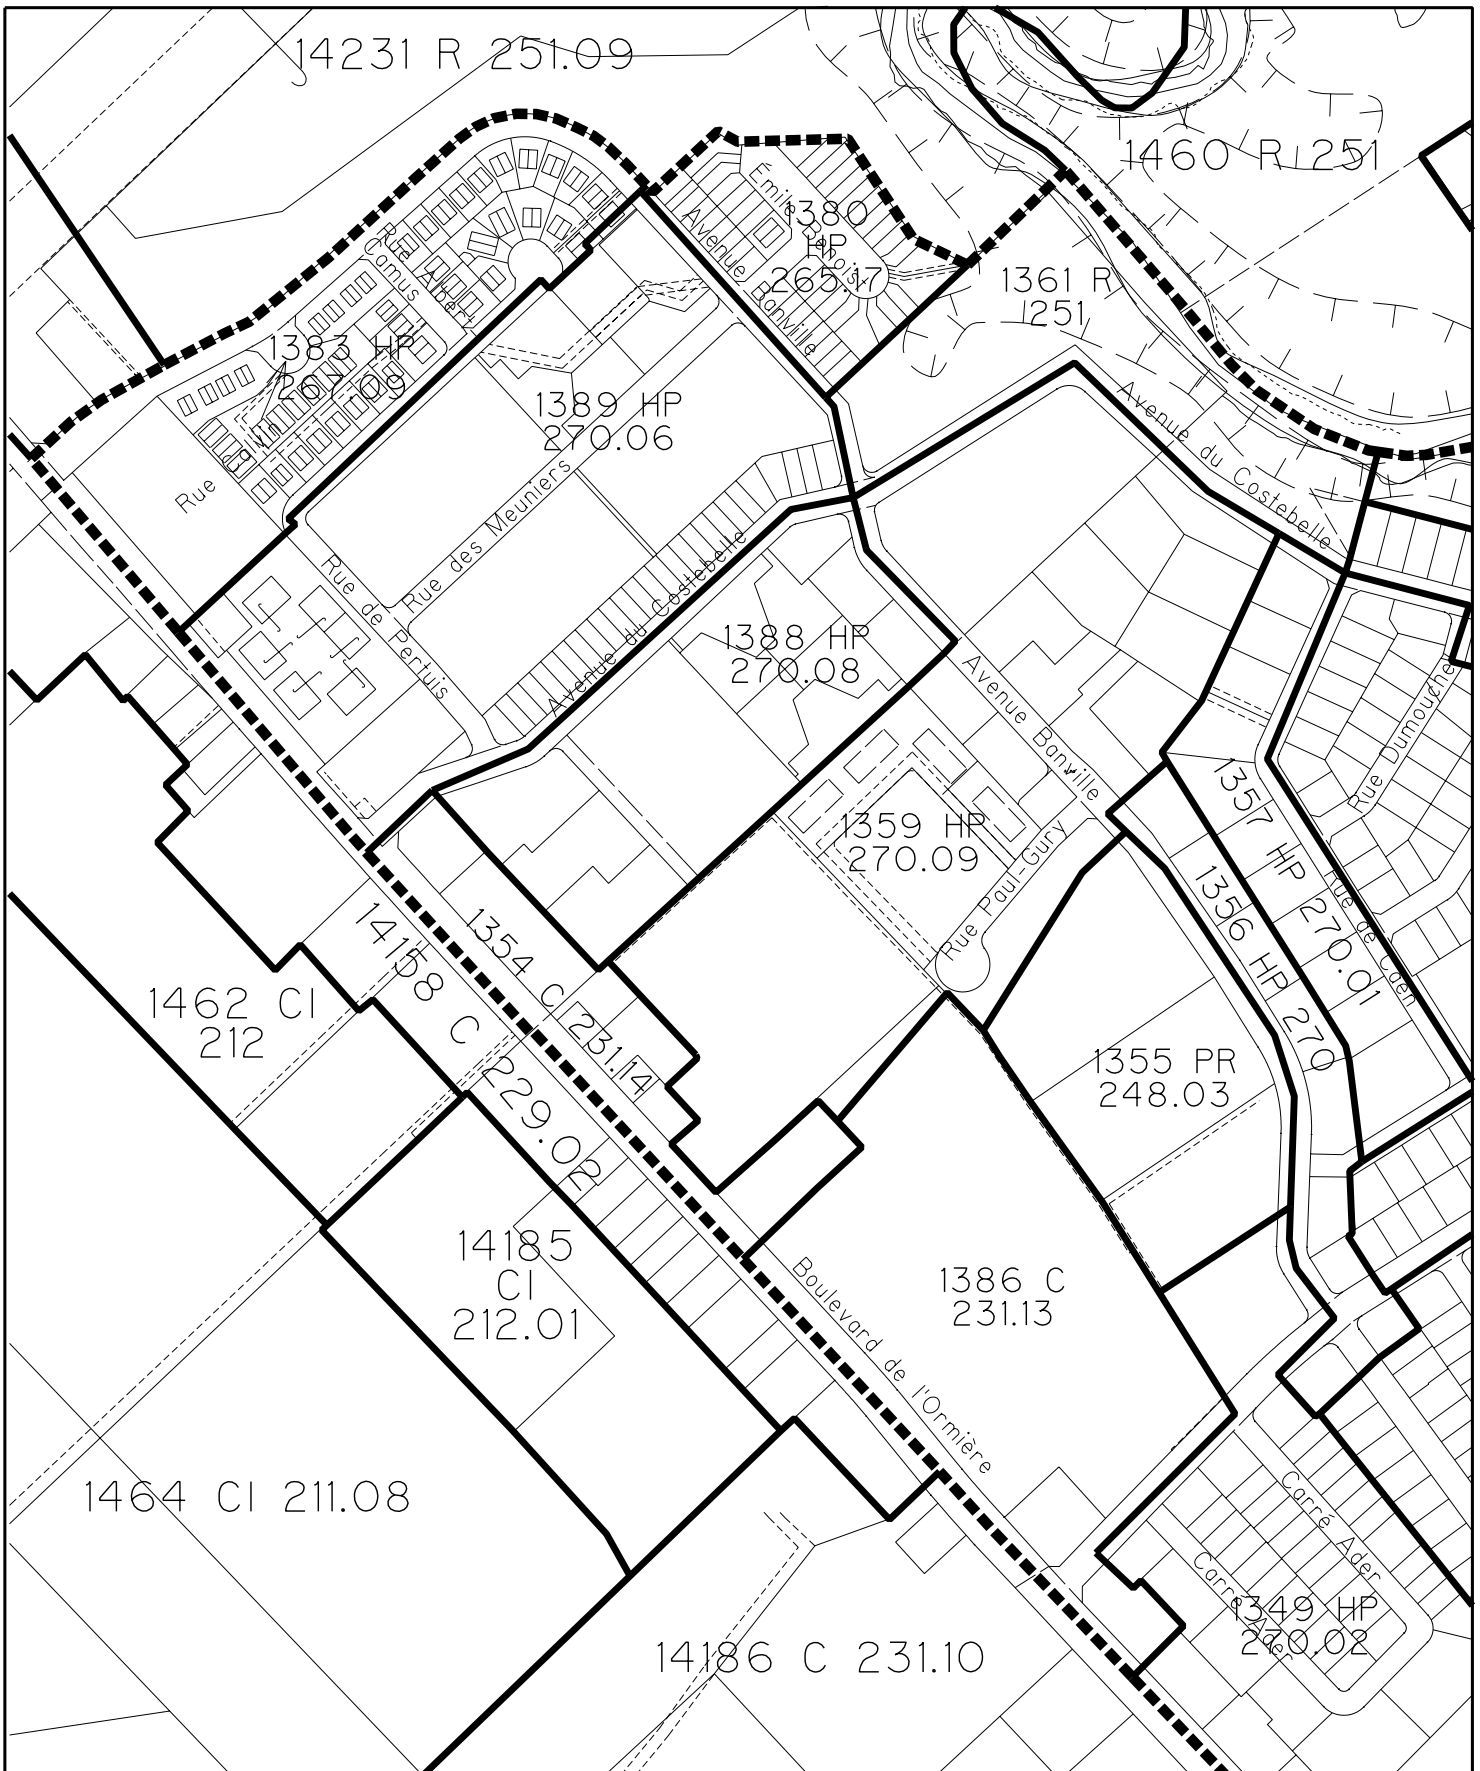 14231 R 251.09
1460 R 251
Émile-Benoist
1380
HP
265.17
Avenue Banville
1361 R
251
Rue Albert
Camus
1383 HP
267.09
1389 HP
270.06
Avenue du Costebelle
Rue
Rue des Meuniers
Rue de Pertuis
Avenue du Costebelle
1388 HP
270.08
Avenue Banville
Rue Dumouchel
1357 HP 270.01
1359 HP
270.09
Rue Paul-Gury
1356 HP 270
Rue de Caen
1354 C 231.14
14158 C 229.02
1462 CI
212
1355 PR
248.03
14185
CI
212.01
1386 C
231.13
Boulevard de l'Ormière
1464 CI 211.08
Carré Ader
Carré Ader
1349 HP
270.02
14186 C 231.10